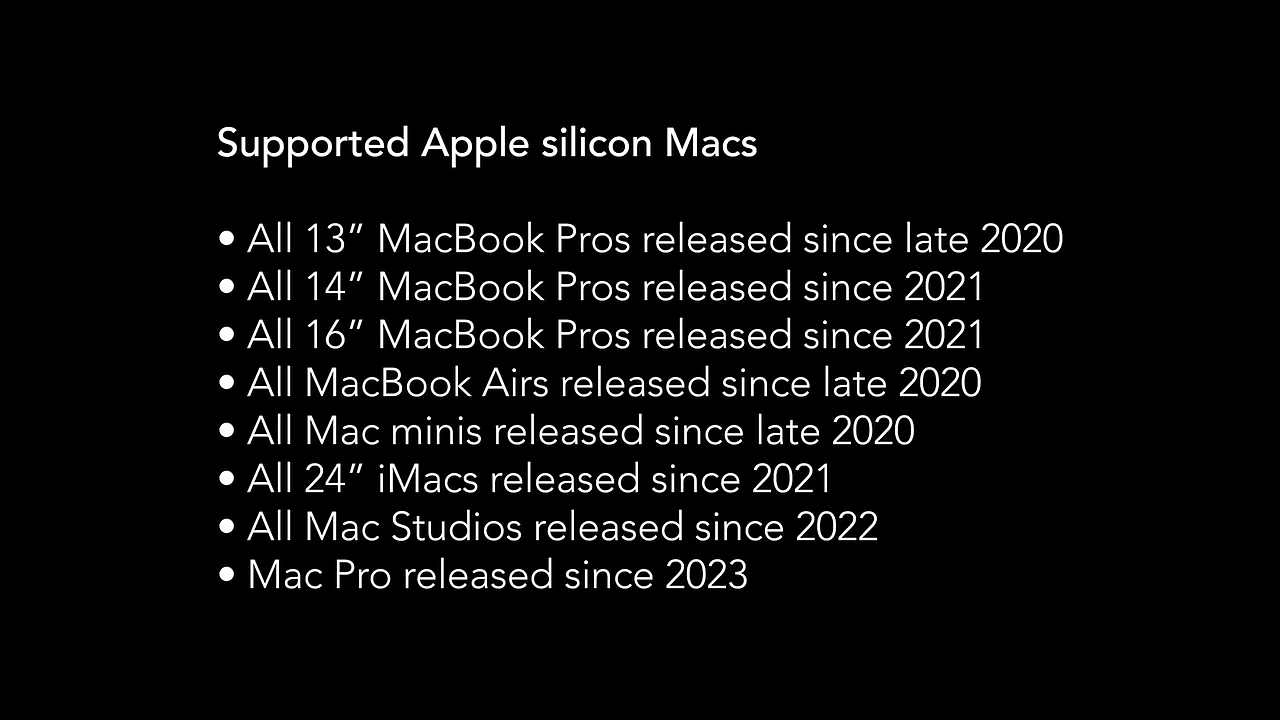 Supported Apple silicon Macs
• All 13” MacBook Pros released since late 2020
• All 14” MacBook Pros released since 2021
• All 16” MacBook Pros released since 2021
• All MacBook Airs released since late 2020
• All Mac minis released since late 2020
• All 24” iMacs released since 2021
• All Mac Studios released since 2022
• Mac Pro released since 2023